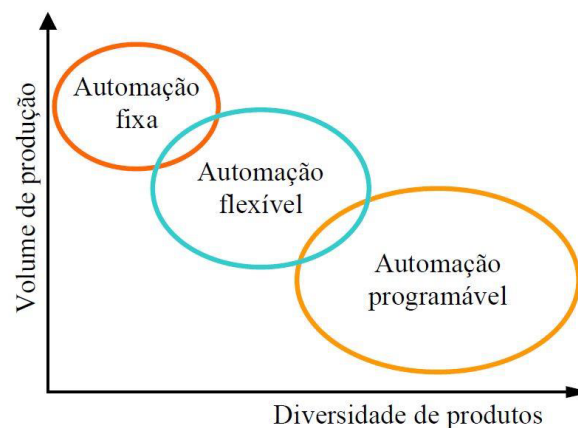 Automação
fixa
Automação
flexível
Automação
programável
Volume de produção
Diversidade de produtos